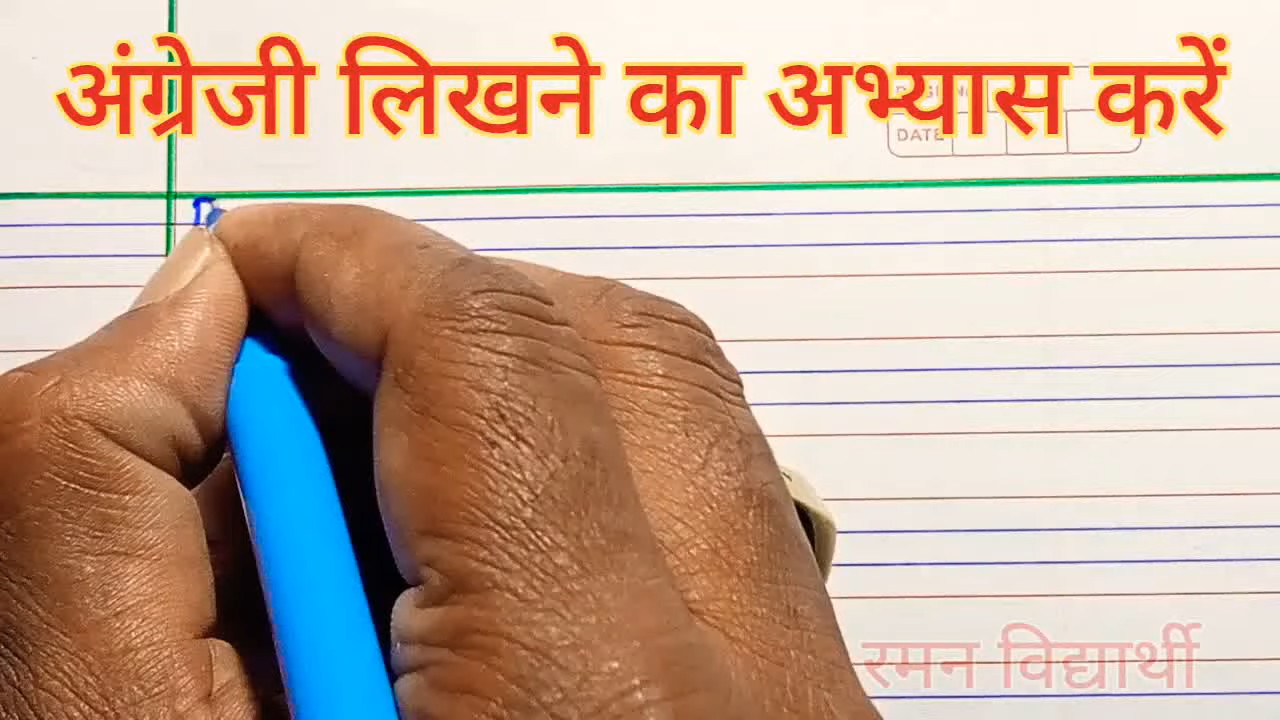 अंग्रेजी लिखने का अभ्यास करें
DATE
रमन विद्यार्थी